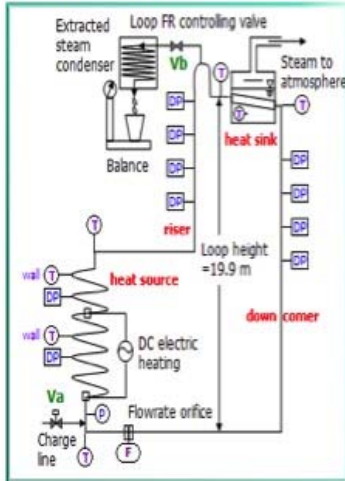 Extracted
steam
condenser
Loop FR controlling valve
Vb
T
Steam to
atmosphere
T
T
heat sink
DP
DP
DP
DP
Balance
riser
DP
DP
DP
DP
T
Loop height
=19.9 m
wall T
heat source
DP
wall T
DP
DC electric
heating
down comer
Va
P
Flowrate orifice
Charge
line
T
F